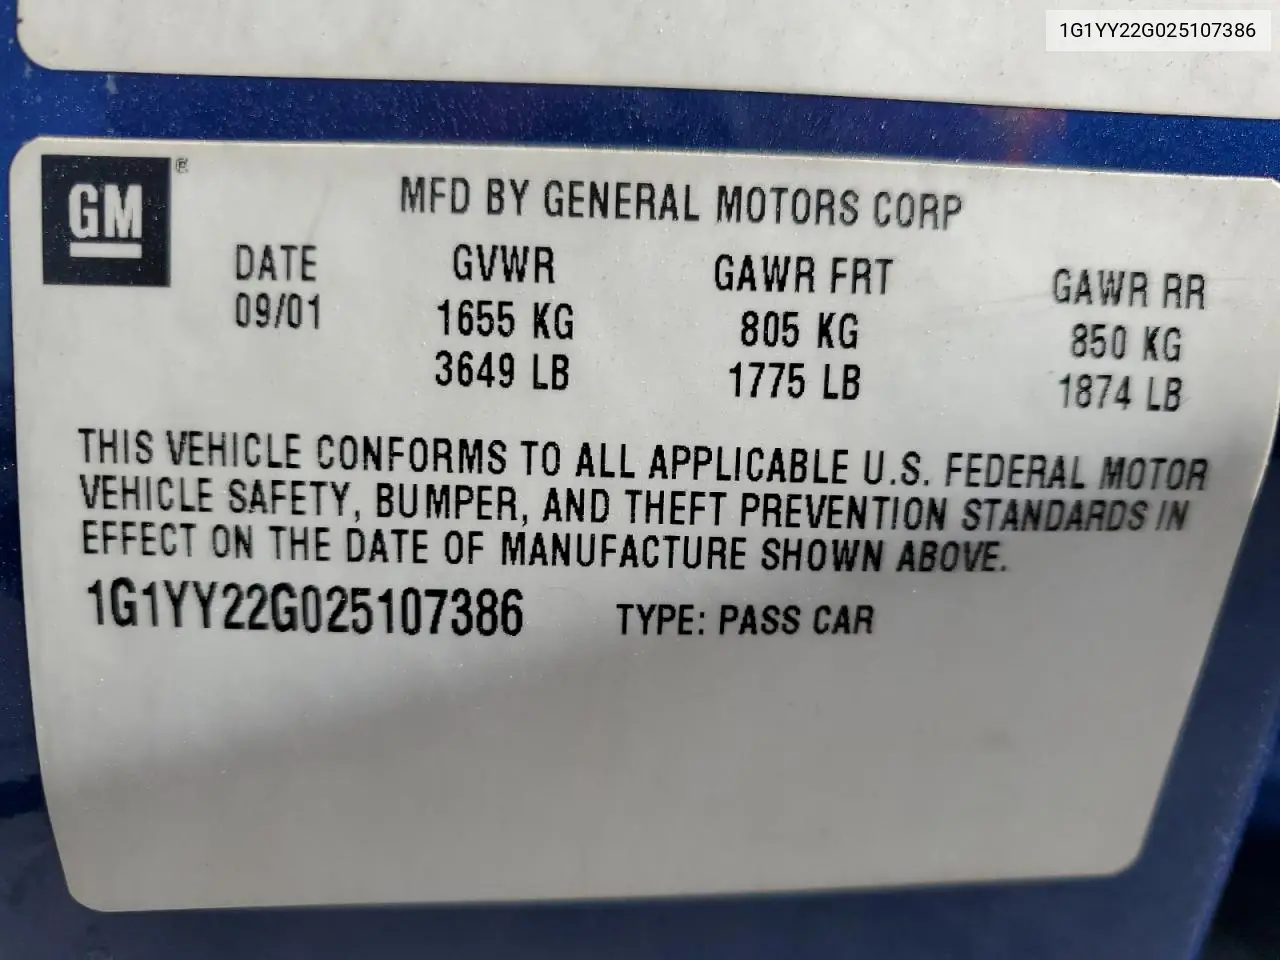 1G1YY22G025107386
GM ®
MFD BY GENERAL MOTORS CORP
DATE GVWR GAWR FRT GAWR RR
09/01 1655 KG 805 KG 850 KG
3649 LB 1775 LB 1874 LB
THIS VEHICLE CONFORMS TO ALL APPLICABLE U.S. FEDERAL MOTOR
VEHICLE SAFETY, BUMPER, AND THEFT PREVENTION STANDARDS IN
EFFECT ON THE DATE OF MANUFACTURE SHOWN ABOVE.
1G1YY22G025107386 TYPE: PASS CAR